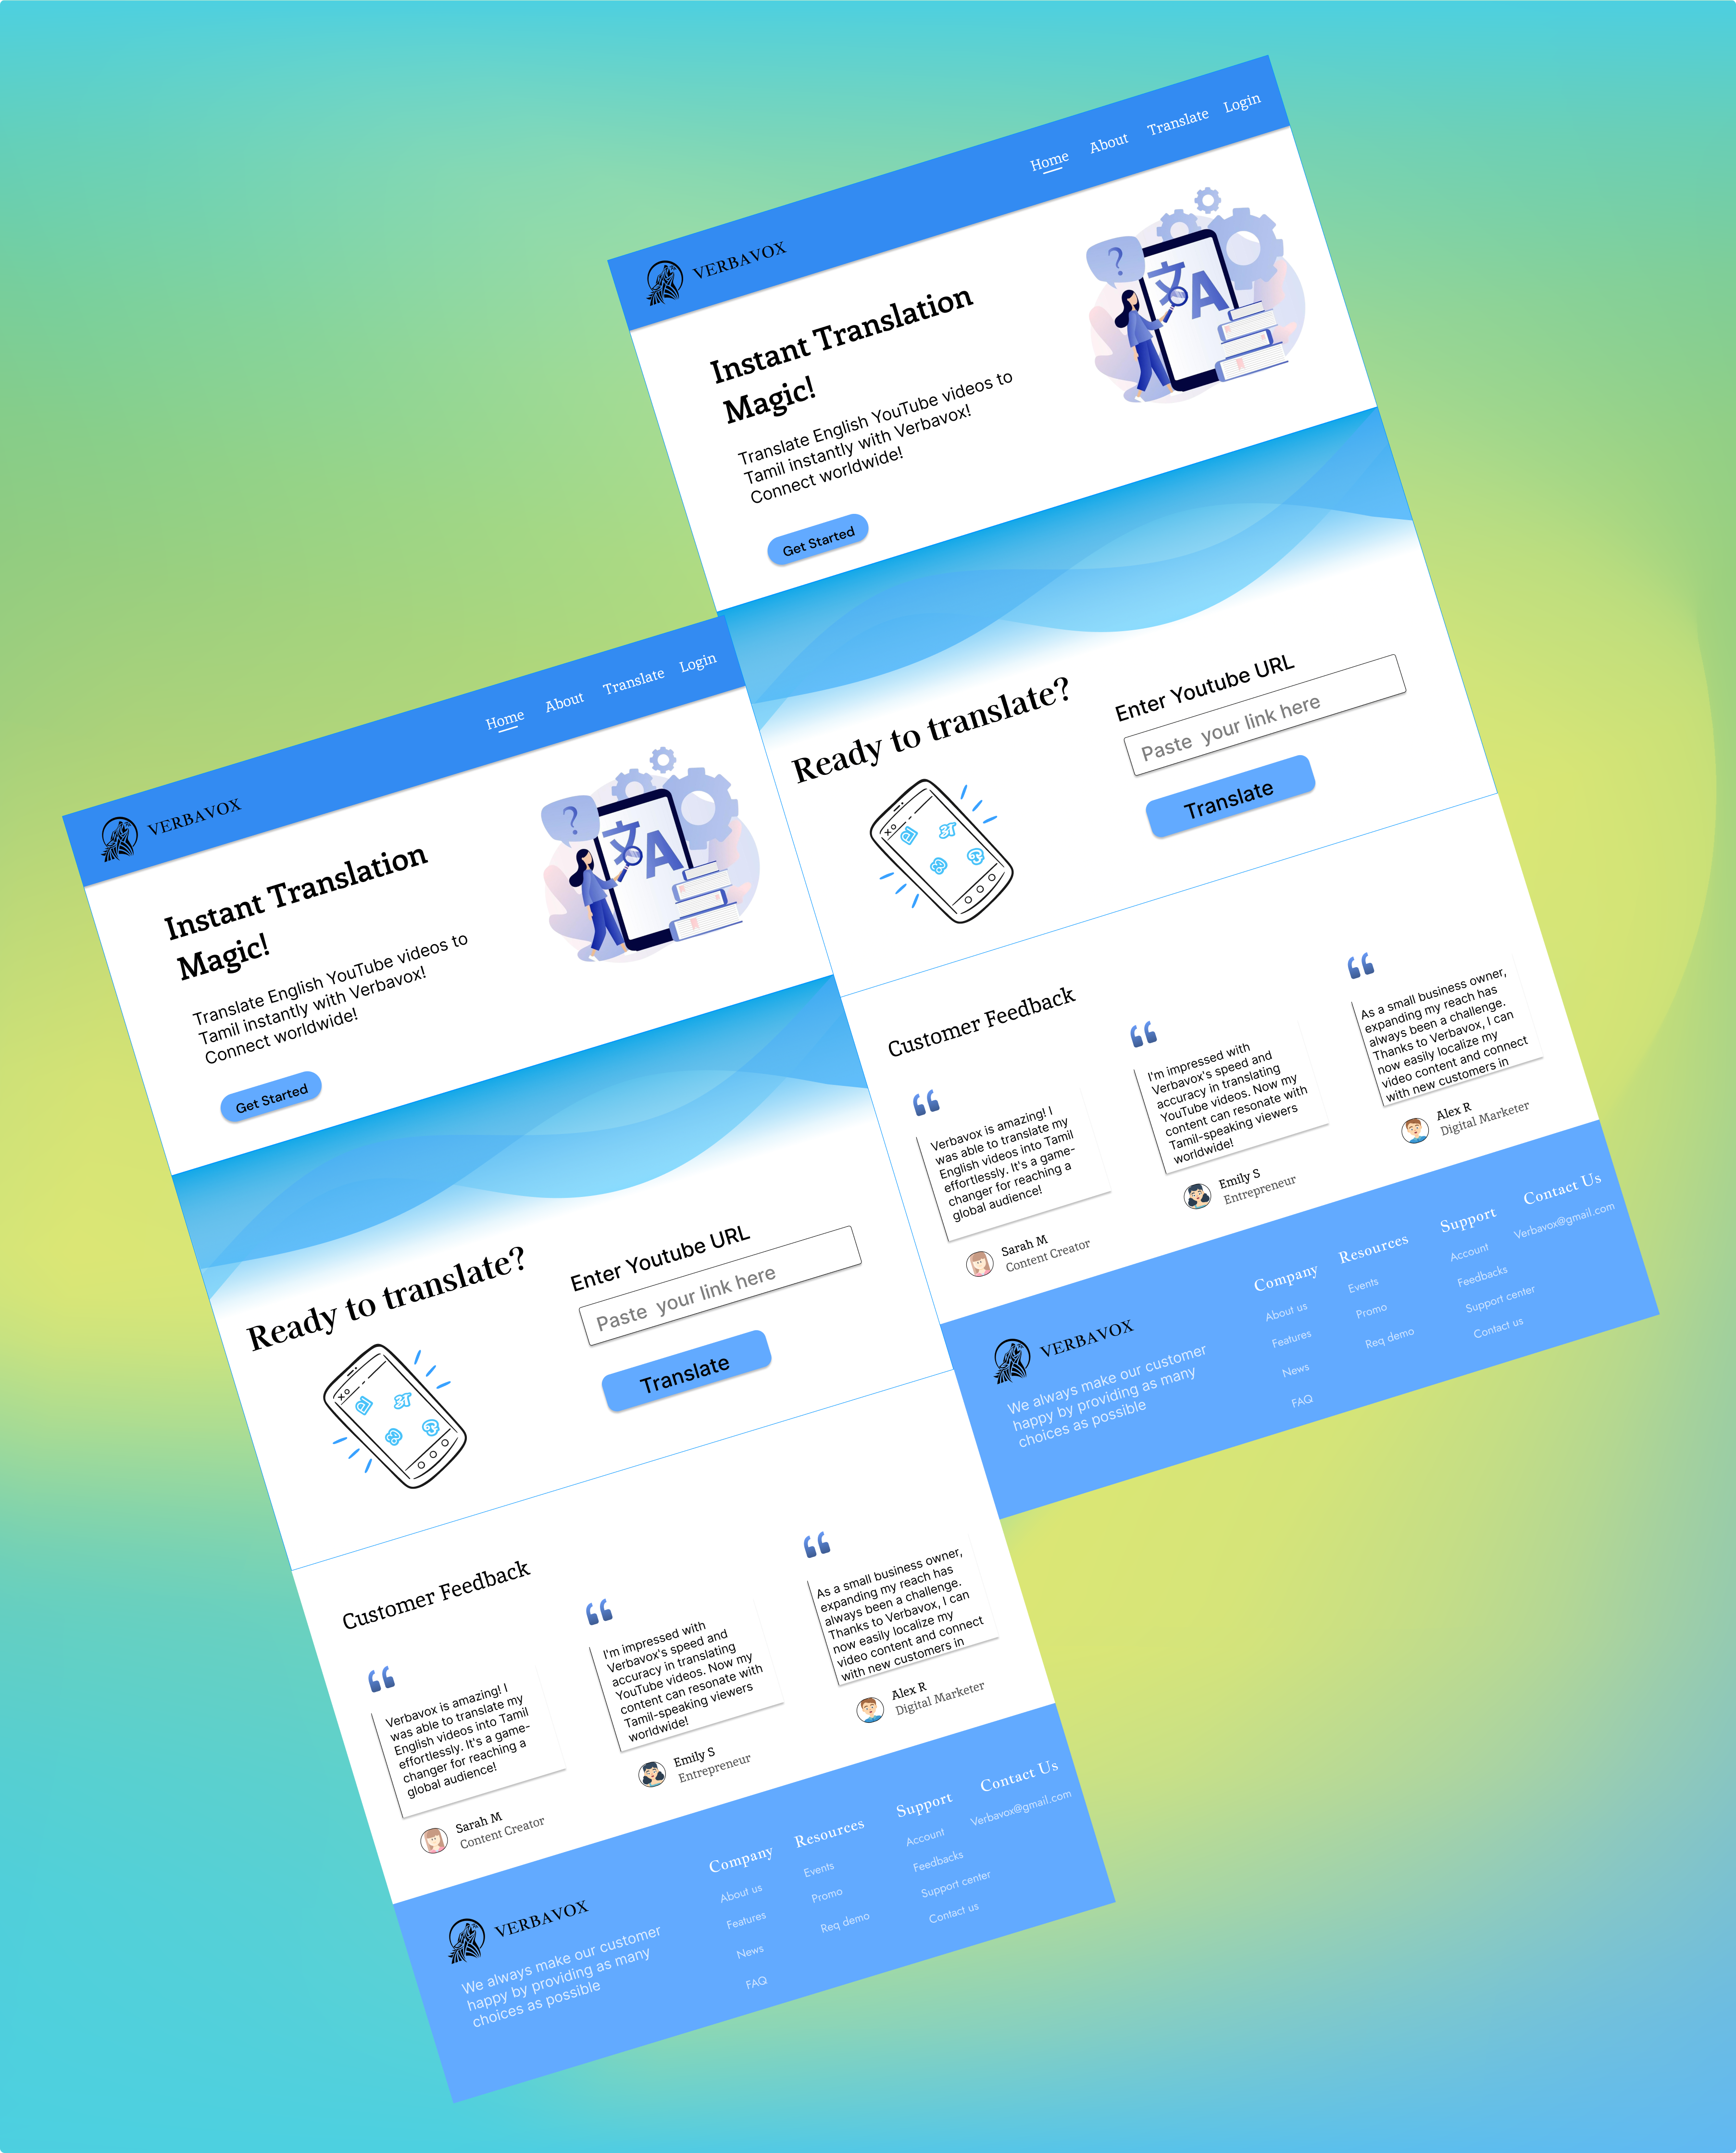 VERBAVOX
Home
About
Translate
Login
Instant Translation
Magic!
Translate English YouTube videos to
Tamil instantly with Verbavox!
Connect worldwide!
Get Started
?
文A
Ready to translate?
Enter Youtube URL
Paste your link here
Translate
Customer Feedback
Verbavox is amazing! I
was able to translate my
English videos into Tamil
effortlessly. It's a game-
changer for reaching a
global audience!
Sarah M
Content Creator
I'm impressed with
Verbavox's speed and
accuracy in translating
YouTube videos. Now my
content can resonate with
Tamil-speaking viewers
worldwide!
Emily S
Entrepreneur
As a small business owner,
expanding my reach has
always been a challenge.
Thanks to Verbavox, I can
now easily localize my
video content and connect
with new customers in
Alex R
Digital Marketer
VERBAVOX
We always make our customer
happy by providing as many
choices as possible
Company
About us
Features
News
FAQ
Resources
Events
Promo
Req demo
Support
Account
Feedbacks
Support center
Contact us
Contact Us
Verbavox@gmail.com
VERBAVOX
Home
About
Translate
Login
Instant Translation
Magic!
Translate English YouTube videos to
Tamil instantly with Verbavox!
Connect worldwide!
Get Started
?
文A
Ready to translate?
Enter Youtube URL
Paste your link here
Translate
Customer Feedback
Verbavox is amazing! I
was able to translate my
English videos into Tamil
effortlessly. It's a game-
changer for reaching a
global audience!
Sarah M
Content Creator
I'm impressed with
Verbavox's speed and
accuracy in translating
YouTube videos. Now my
content can resonate with
Tamil-speaking viewers
worldwide!
Emily S
Entrepreneur
As a small business owner,
expanding my reach has
always been a challenge.
Thanks to Verbavox, I can
now easily localize my
video content and connect
with new customers in
Alex R
Digital Marketer
VERBAVOX
We always make our customer
happy by providing as many
choices as possible
Company
About us
Features
News
FAQ
Resources
Events
Promo
Req demo
Support
Account
Feedbacks
Support center
Contact us
Contact Us
Verbavox@gmail.com